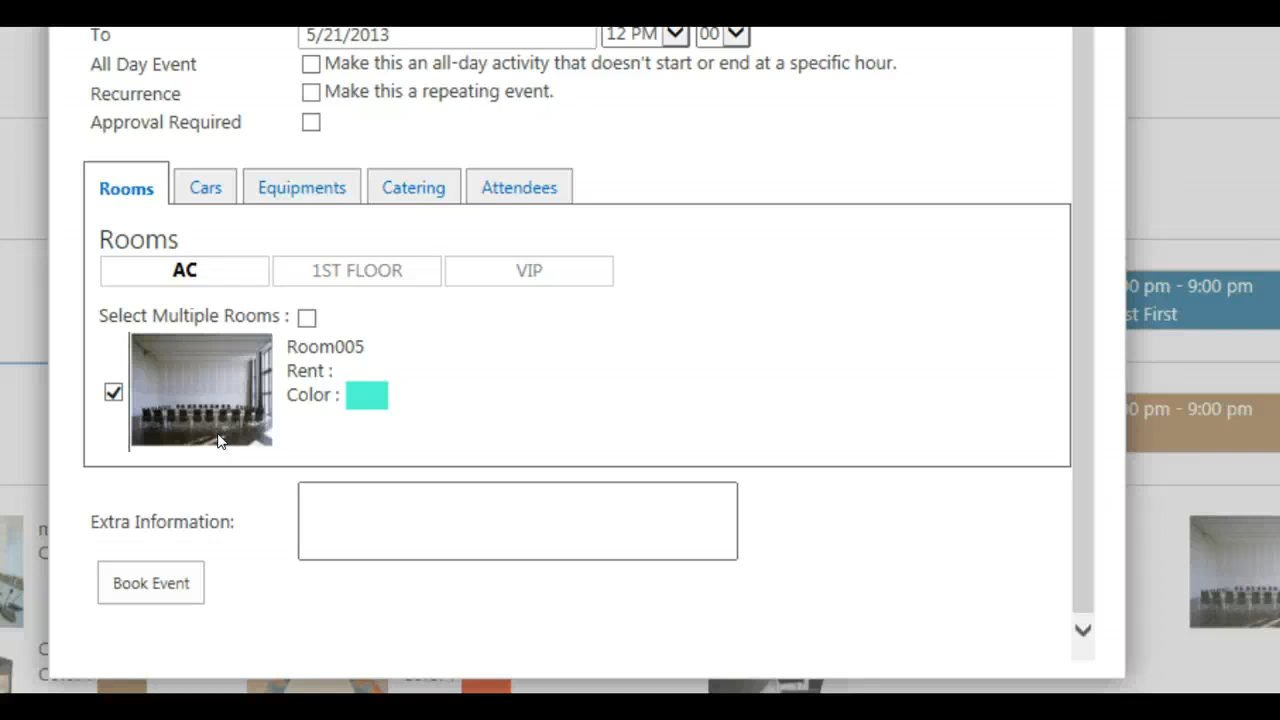 To 5/21/2013 12 PM 00
All Day Event Make this an all-day activity that doesn't start or end at a specific hour.
Recurrence Make this a repeating event.
Approval Required
Rooms Cars Equipments Catering Attendees
Rooms
AC 1ST FLOOR VIP
0 pm - 9:00 pm
st First
Select Multiple Rooms :
Room005
Rent :
Color :
0 pm - 9:00 pm
Extra Information:
Book Event